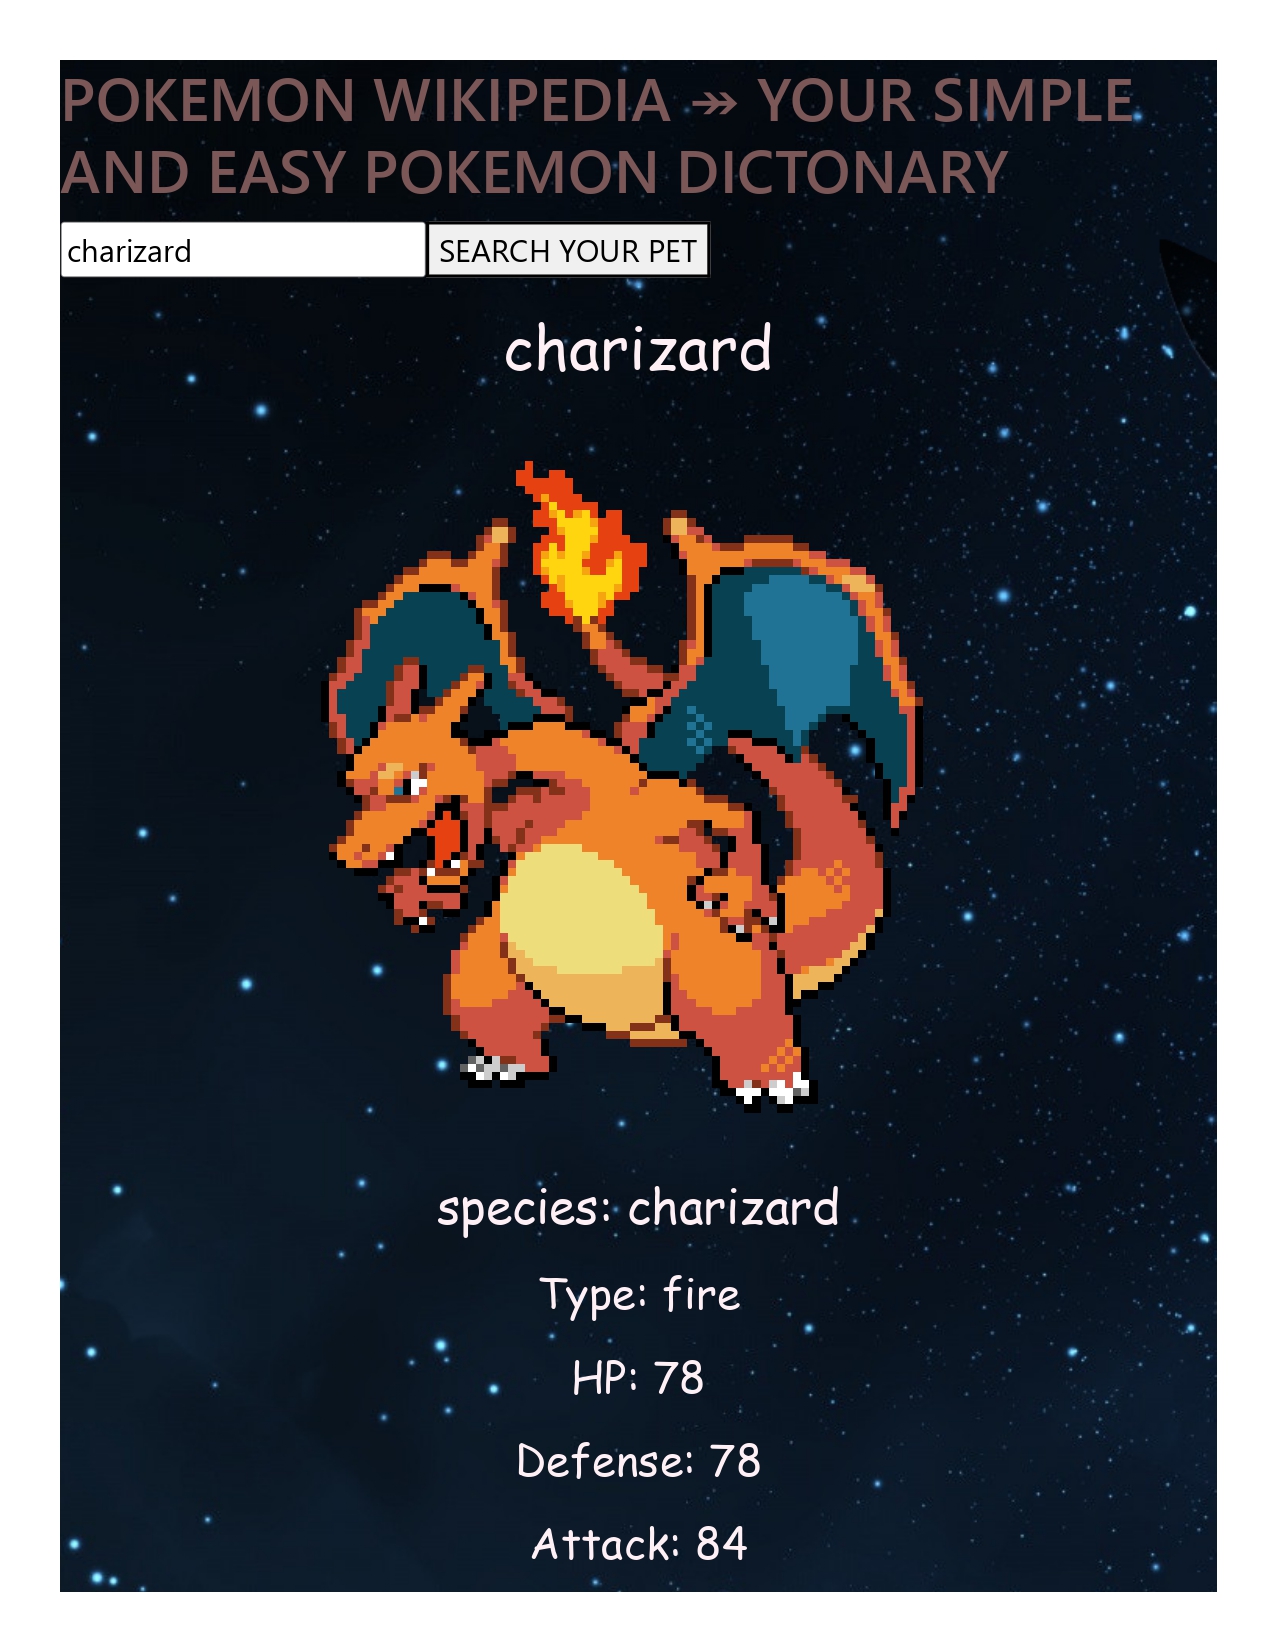 POKEMON WIKIPEDIA ↠ YOUR SIMPLE
AND EASY POKEMON DICTONARY
charizard SEARCH YOUR PET
charizard
species: charizard
Type: fire
HP: 78
Defense: 78
Attack: 84